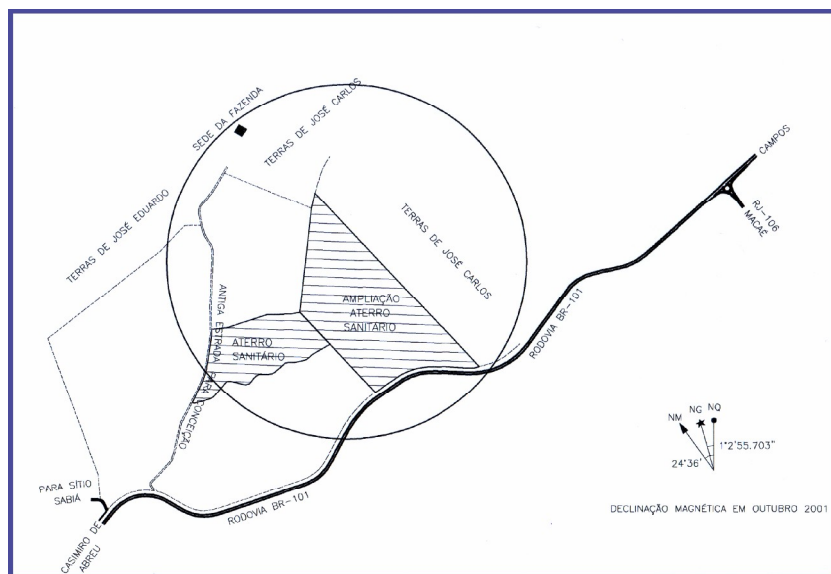 SEDE DA FAZENDA
TERRAS DE JOSÉ CARLOS
CAMPOS
RJ-106
MACAÉ
TERRAS DE JOSÉ EDUARDO
TERRAS DE JOSÉ CARLOS
ANTIGA ESTRADA PARA CONCEIÇÃO
AMPLIAÇÃO
ATERRO
SANITÁRIO
ATERRO
SANITÁRIO
RODOVIA BR-101
NM
NG
NQ
1°2'55.703"
24°36'
PARA SÍTIO
SABIÁ
RODOVIA BR-101
DECLINAÇÃO MAGNÉTICA EM OUTUBRO 2001
CASIMIRO DE
ABREU